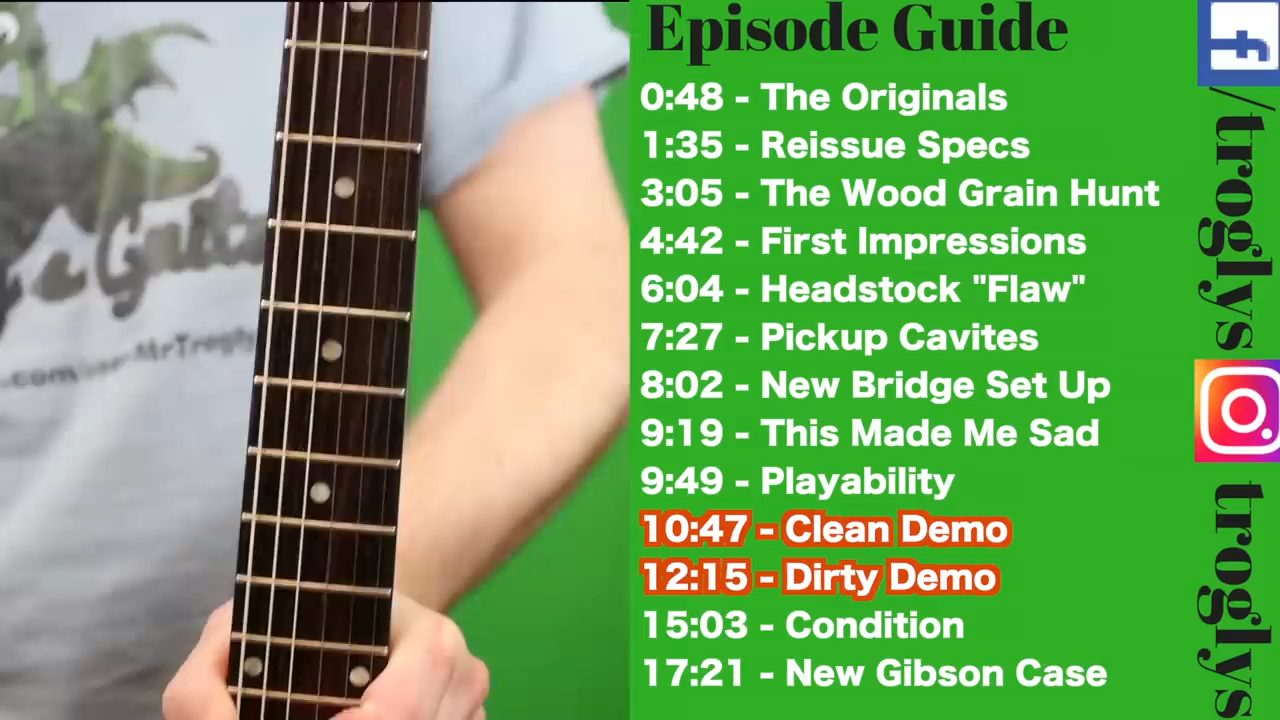 Episode Guide
0:48 - The Originals
1:35 - Reissue Specs
3:05 - The Wood Grain Hunt
4:42 - First Impressions
6:04 - Headstock "Flaw"
7:27 - Pickup Cavites
8:02 - New Bridge Set Up
9:19 - This Made Me Sad
9:49 - Playability
10:47 - Clean Demo
12:15 - Dirty Demo
15:03 - Condition
17:21 - New Gibson Case
/troglys
troglys